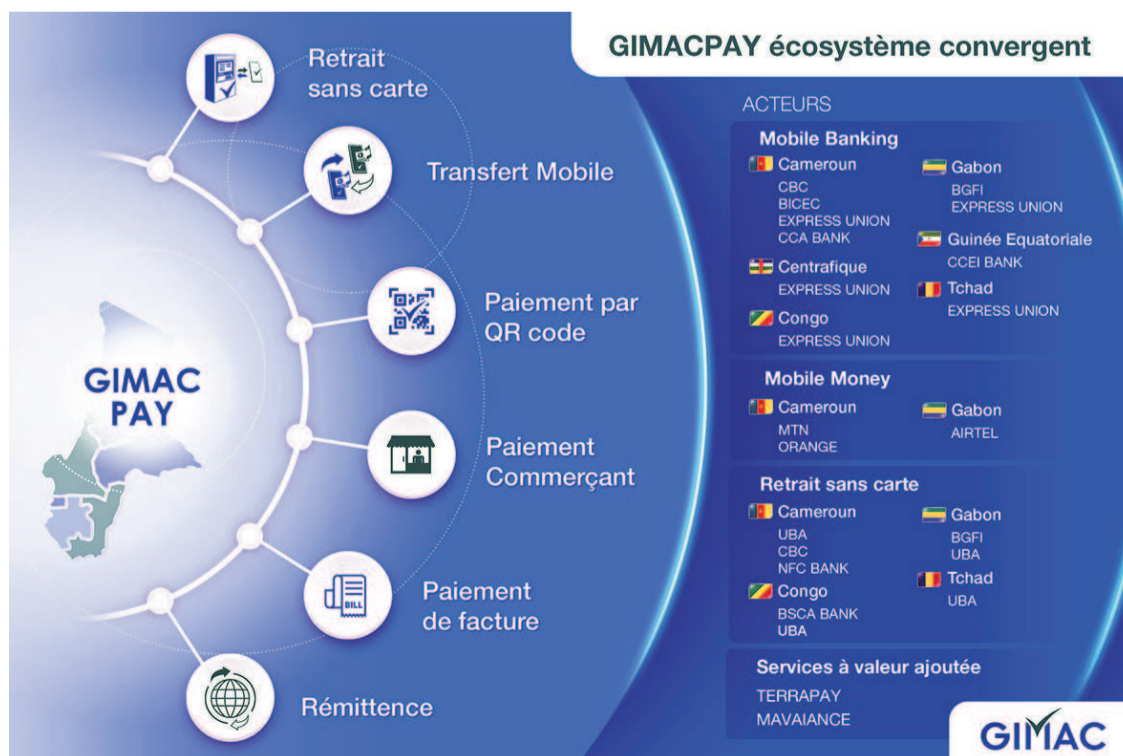 GIMACPAY écosystème convergent
Retrait
sans carte
Transfert Mobile
Paiement par
QR code
Paiement
Commerçant
BILL
Paiement
de facture
Rémittence
GIMAC
PAY
ACTEURS
Mobile Banking
Cameroun
CBC
BICEC
EXPRESS UNION
CCA BANK
Centrafique
EXPRESS UNION
Congo
EXPRESS UNION
Gabon
BGFI
EXPRESS UNION
Guinée Equatoriale
CCEI BANK
Tchad
EXPRESS UNION
Mobile Money
Cameroun
MTN
ORANGE
Gabon
AIRTEL
Retrait sans carte
Cameroun
UBA
CBC
NFC BANK
Congo
BSCA BANK
UBA
Gabon
BGFI
UBA
Tchad
UBA
Services à valeur ajoutée
TERRAPAY
MAVAIANCE
GIMAC